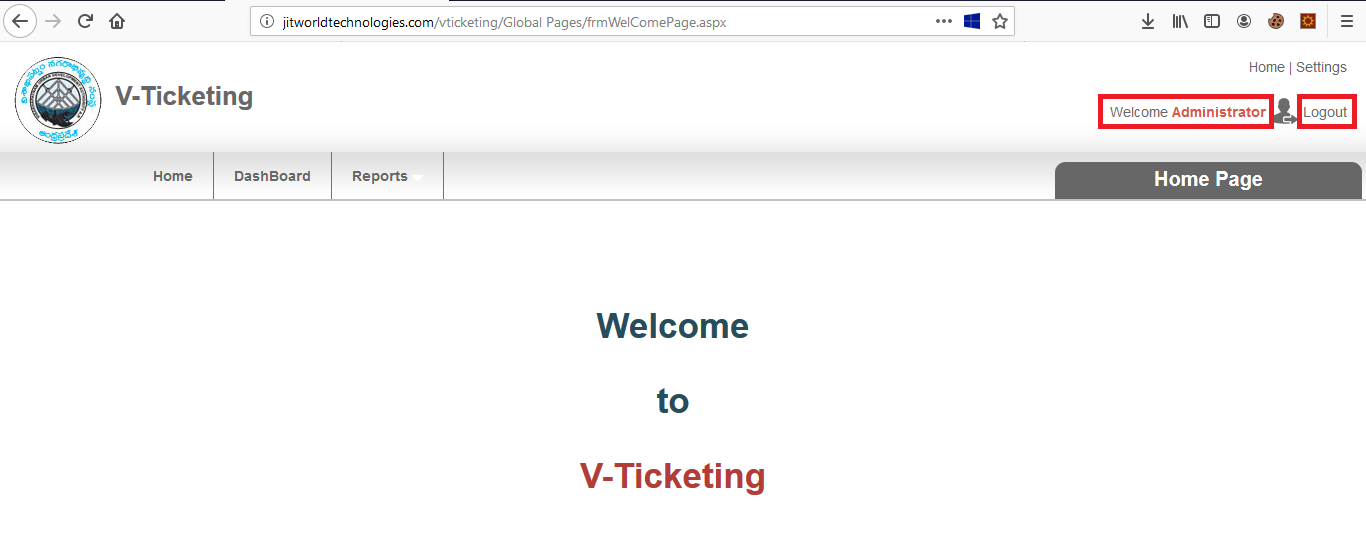 jitworldtechnologies.com/vticketing/Global Pages/frmWelComePage.aspx
V-Ticketing
Home | Settings
Welcome Administrator
Logout
Home
DashBoard
Reports
Home Page
Welcome
to
V-Ticketing